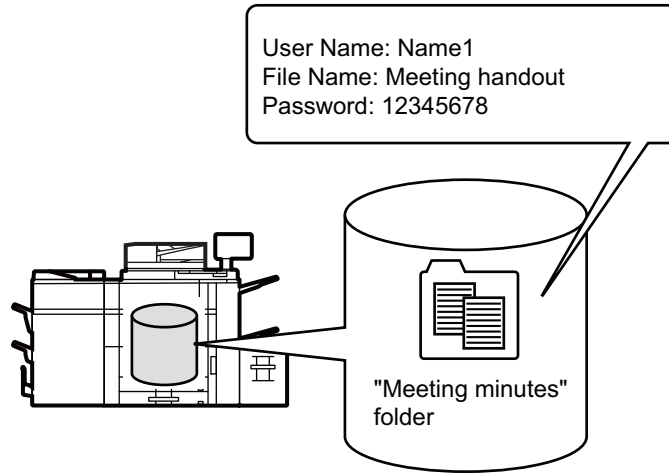 User Name: Name1
File Name: Meeting handout
Password: 12345678
"Meeting minutes"
folder